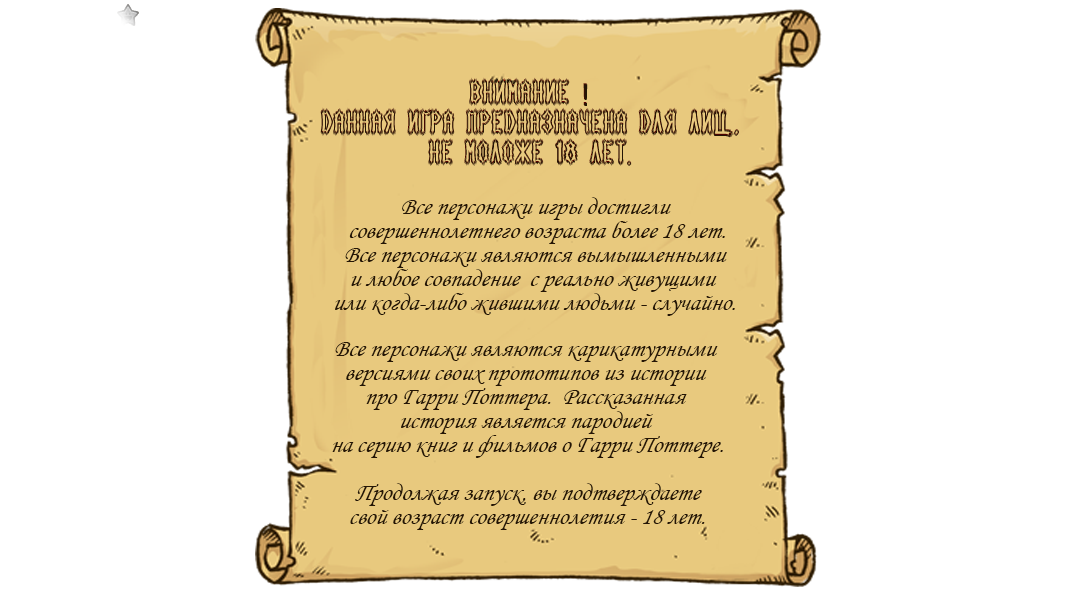 ВНИМАНИЕ !
ДАННАЯ ИГРА ПРЕДНАЗНАЧЕНА ДЛЯ ЛИЦ,
НЕ МОЛОЖЕ 18 ЛЕТ.
Все персонажи игры достигли
совершеннолетнего возраста более 18 лет.
Все персонажи являются вымышленными
и любое совпадение с реально живущими
или когда-либо жившими людьми - случайно.
Все персонажи являются карикатурными
версиями своих прототипов из истории
про Гарри Поттера. Рассказанная
история является пародией
на серию книг и фильмов о Гарри Поттере.
Продолжая запуск, вы подтверждаете
свой возраст совершеннолетия - 18 лет.